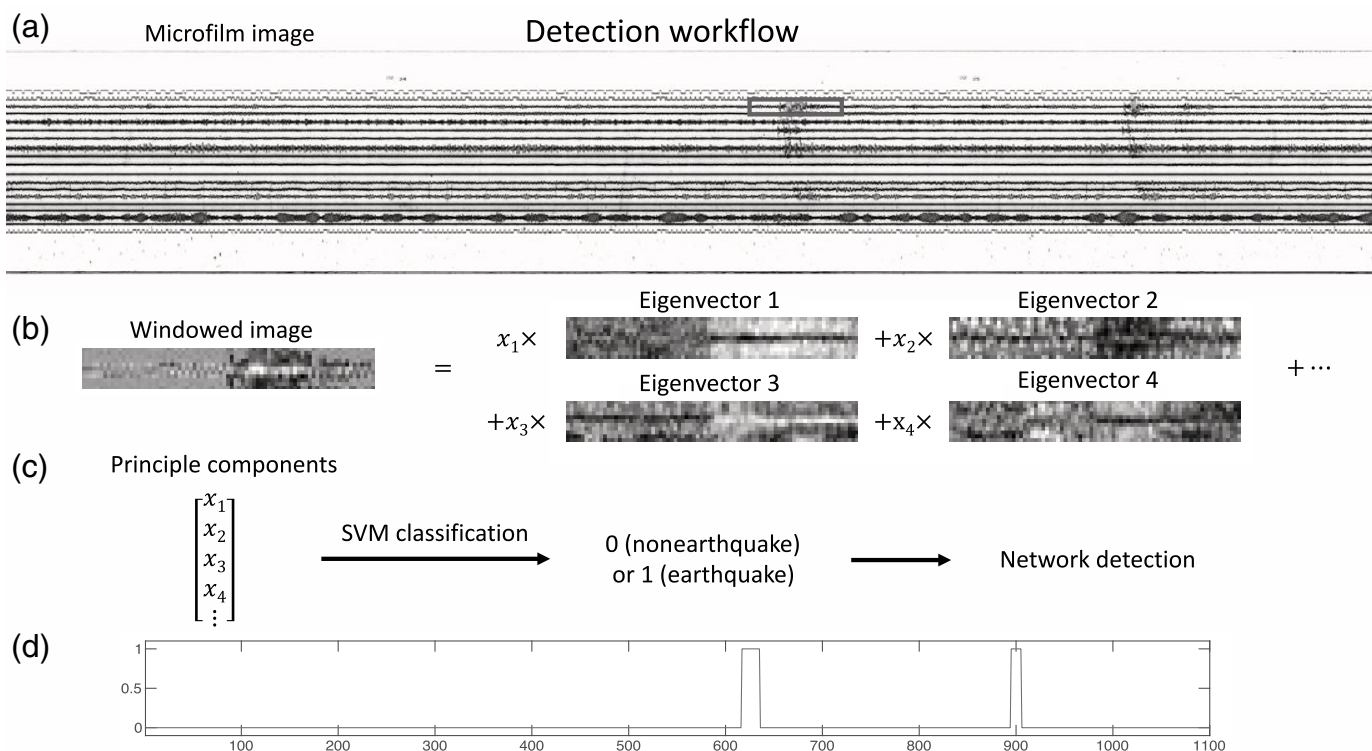 (a)
Microfilm image
Detection workflow
(b)
Windowed image
=
x₁×
Eigenvector 1
+x₂×
Eigenvector 2
+ ⋯
+x₃×
Eigenvector 3
+x₄×
Eigenvector 4
(c)
Principle components
x₁
x₂
x₃
x₄
⋮
SVM classification
0 (nonearthquake)
or 1 (earthquake)
Network detection
(d)
1
0.5
0
100 200 300 400 500 600 700 800 900 1000 1100